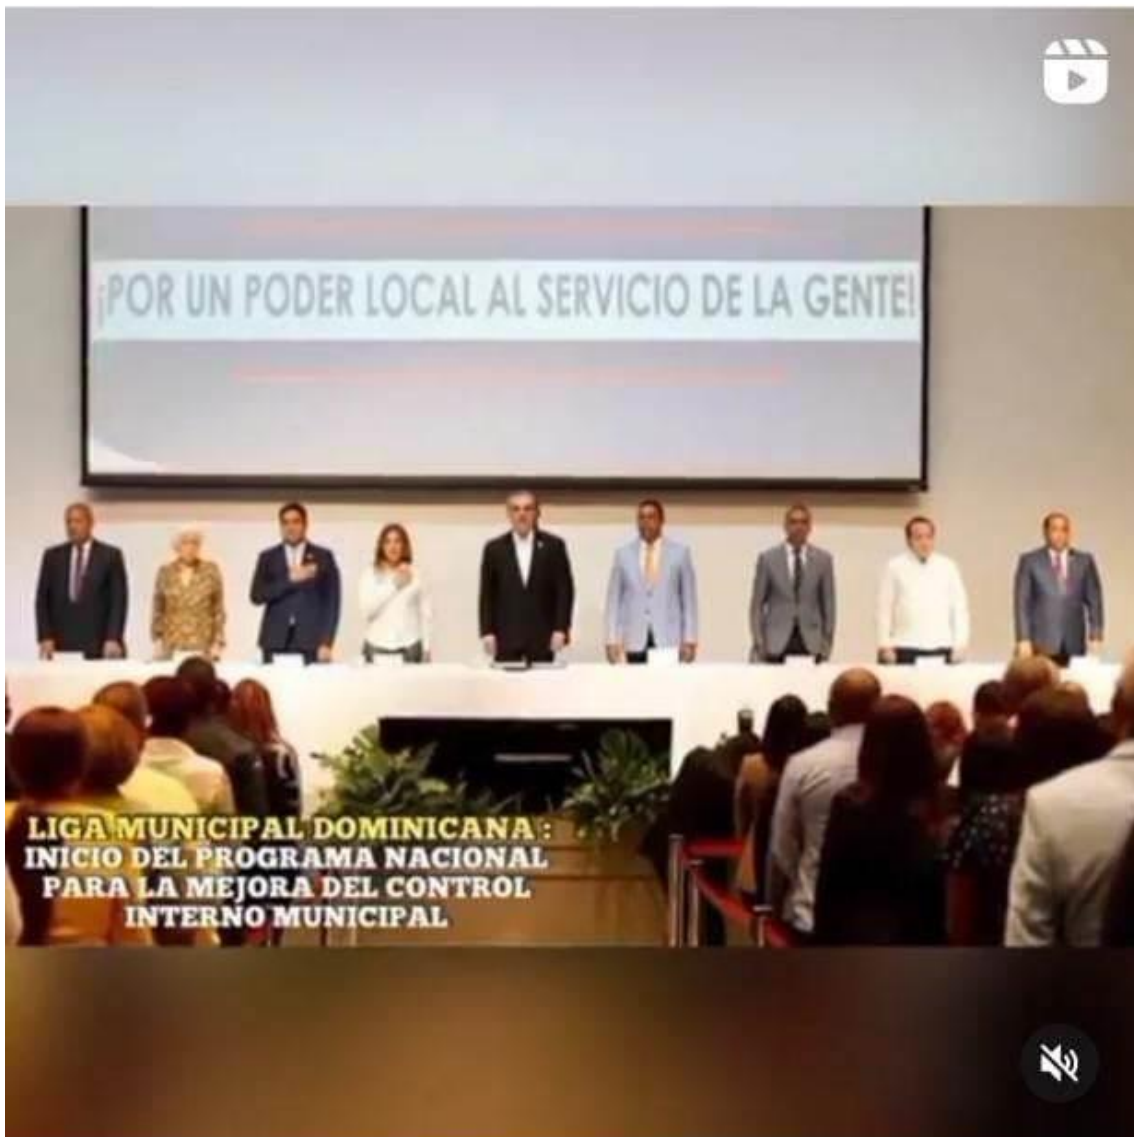 ¡POR UN PODER LOCAL AL SERVICIO DE LA GENTE!
LIGA MUNICIPAL DOMINICANA :
INICIO DEL PROGRAMA NACIONAL
PARA LA MEJORA DEL CONTROL
INTERNO MUNICIPAL